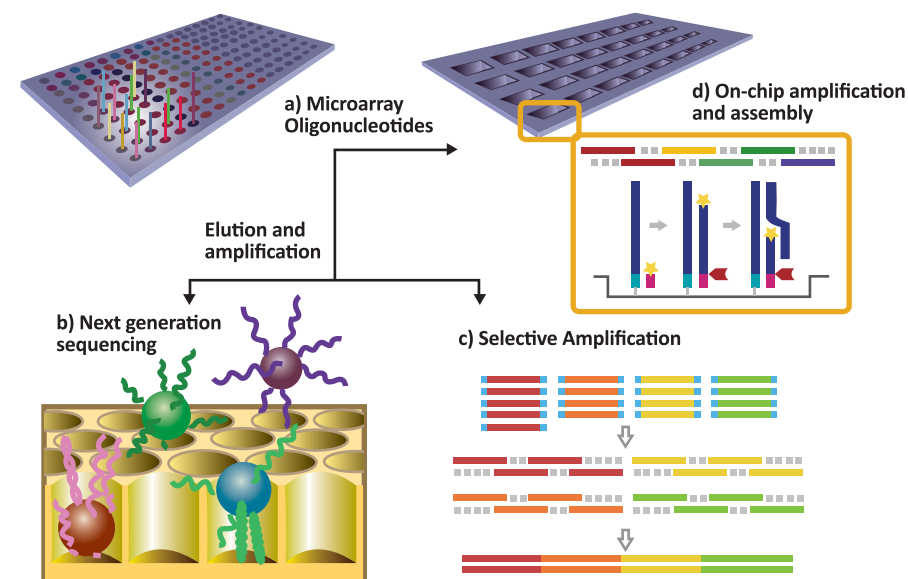 a) Microarray
Oligonucleotides
d) On-chip amplification
and assembly
Elution and
amplification
b) Next generation
sequencing
c) Selective Amplification